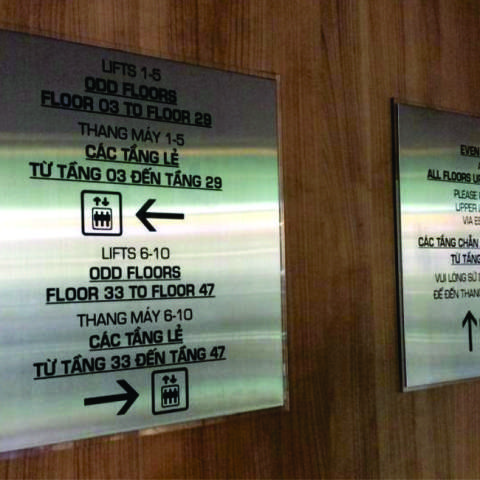 LIFTS 1-5
ODD FLOORS
FLOOR 03 TO FLOOR 29
THANG MÁY 1-5
CÁC TẦNG LẺ
TỪ TẦNG 03 ĐẾN TẦNG 29
LIFTS 6-10
ODD FLOORS
FLOOR 33 TO FLOOR 47
THANG MÁY 6-10
CÁC TẦNG LẺ
TỪ TẦNG 33 ĐẾN TẦNG 47
EVEN
ALL FLOORS
PLEASE
UPPER
VIA
CÁC TẦNG CHẴN
TỪ TẦNG
VUI LÒNG SỬ
ĐỂ ĐẾN THANG